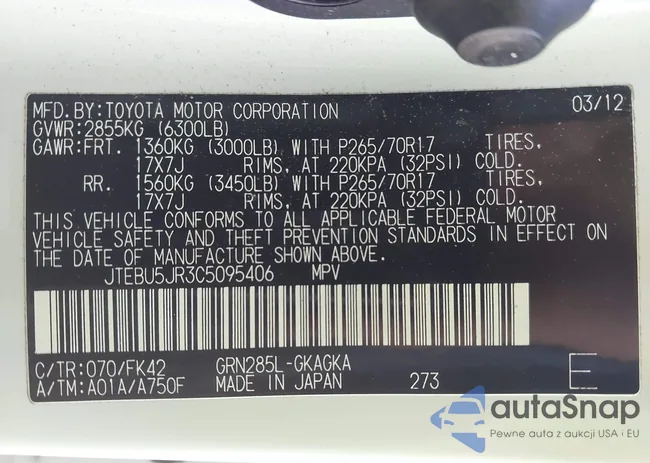 MFD.BY:TOYOTA MOTOR CORPORATION 03/12
GVWR:2855KG (6300LB)
GAWR:FRT. 1360KG (3000LB) WITH P265/70R17 TIRES,
17X7J RIMS, AT 220KPA (32PSI) COLD.
RR. 1560KG (3450LB) WITH P265/70R17 TIRES,
17X7J RIMS, AT 220KPA (32PSI) COLD.
THIS VEHICLE CONFORMS TO ALL APPLICABLE FEDERAL MOTOR
VEHICLE SAFETY AND THEFT PREVENTION STANDARDS IN EFFECT ON
THE DATE OF MANUFACTURE SHOWN ABOVE.
JTEBU5JR3C5095406 MPV
C/TR:070/FK42 GRN285L-GKAGKA
A/TM:A01A/A750F MADE IN JAPAN 273 E
autaSnap
Pewne auta z aukcji USA i EU